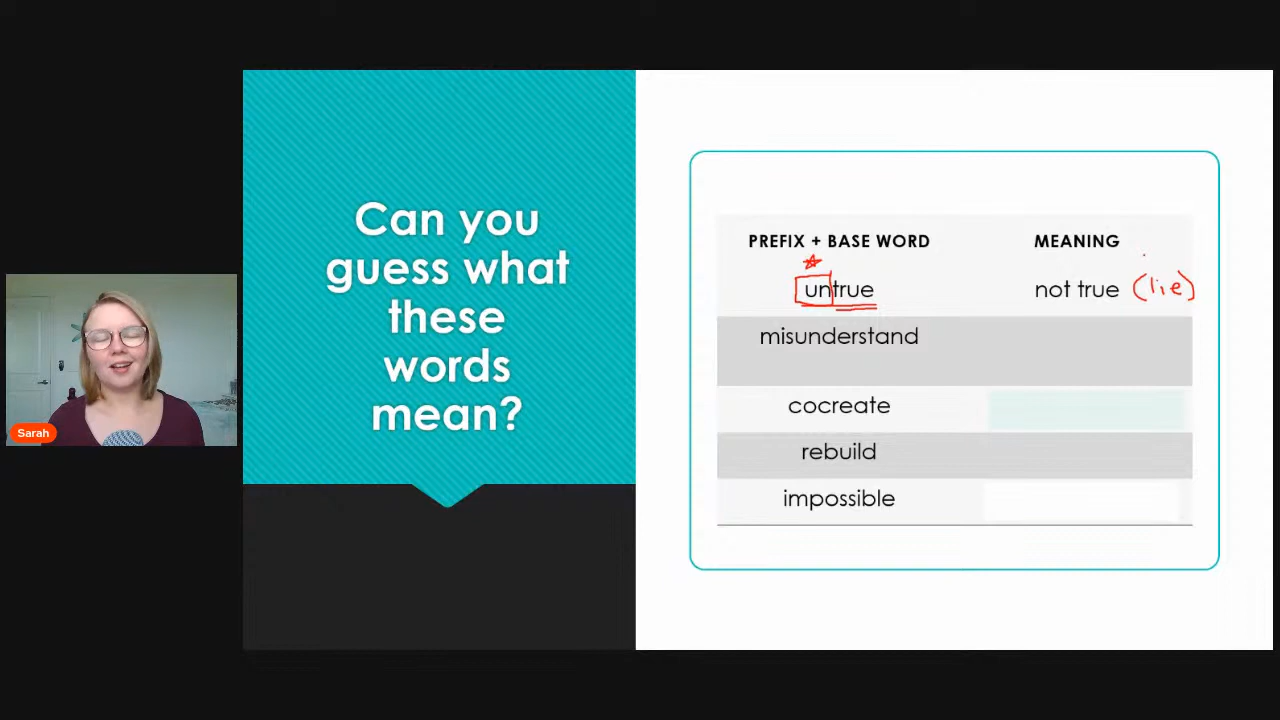 Can you
guess what
these
words
mean?
PREFIX + BASE WORD MEANING
untrue not true (lie)
misunderstand
cocreate
rebuild
impossible
Sarah